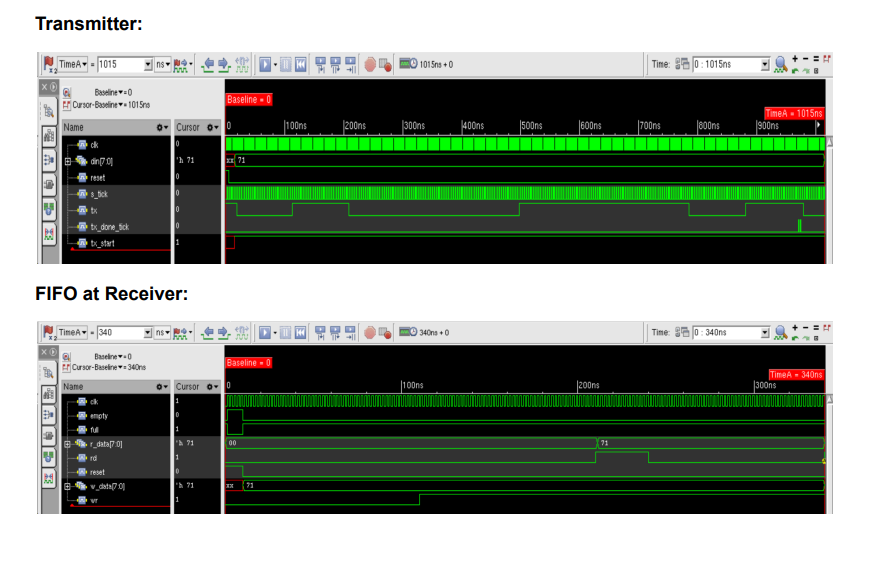 Transmitter:
TimeA = 1015 ns 1015ns + 0 Time: 0 : 1015ns
x2
Baseline = 0
Cursor-Baseline = 1015ns
Baseline = 0
TimeA = 1015ns
Name Cursor 0 100ns 200ns 300ns 400ns 500ns 600ns 700ns 800ns 900ns
clk 0
din[7:0] 'h 71 xx 71
reset 0
s_tick 0
tx 0
tx_done_tick 0
tx_start 1
FIFO at Receiver:
TimeA = 340 ns 340ns + 0 Time: 0 : 340ns
x2
Baseline = 0
Cursor-Baseline = 340ns
Baseline = 0
TimeA = 340ns
Name Cursor 0 100ns 200ns 300ns
clk 1
empty 0
full 1
r_data[7:0] 'h 71 00 71
rd 1
reset 0
w_data[7:0] 'h 71 xx 71
wr 1